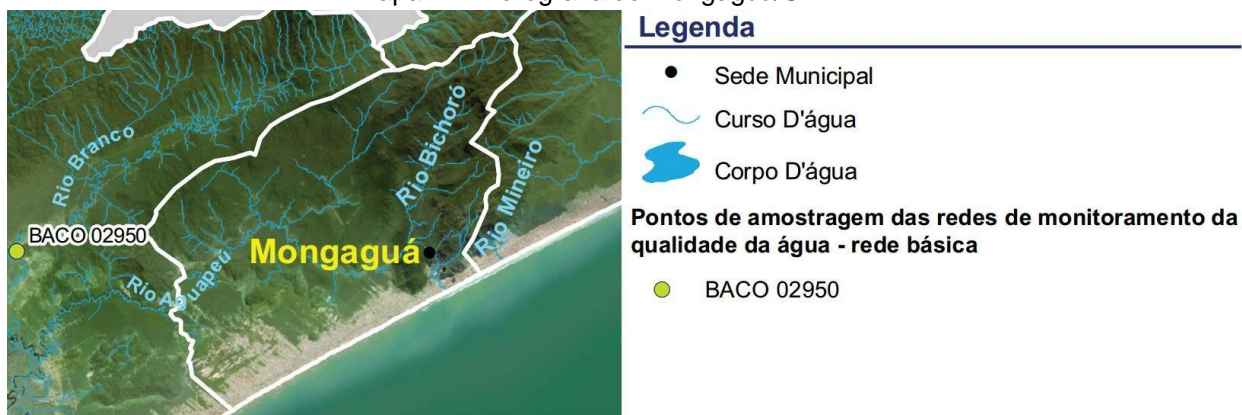 Legenda
Sede Municipal
Curso D'água
Corpo D'água
Pontos de amostragem das redes de monitoramento da
qualidade da água - rede básica
BACO 02950
Rio Branco
BACO 02950
Rio Aguapeú
Mongaguá
Rio Bichoró
Rio Mineiro